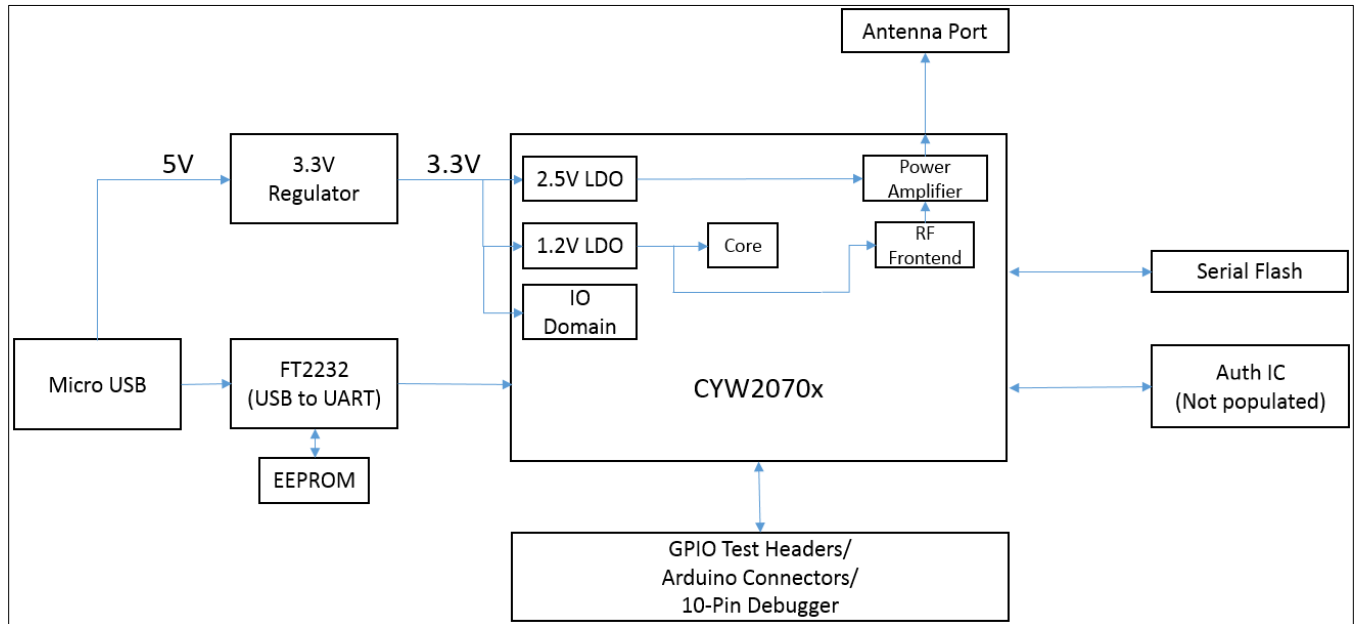 Antenna Port
5V
3.3V
Regulator
3.3V
2.5V LDO
Power
Amplifier
1.2V LDO
Core
RF
Frontend
IO
Domain
Serial Flash
Micro USB
FT2232
(USB to UART)
CYW2070x
Auth IC
(Not populated)
EEPROM
GPIO Test Headers/
Arduino Connectors/
10-Pin Debugger